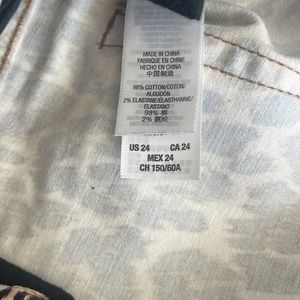 MADE IN CHINA
FABRIQUE EN CHINE
HECHO EN CHINA
中国制造
98% COTTON/COTON/
ALGODÓN
2% ELASTANE/ÉLASTHANNE/
ELASTANO
98% 棉
2% 氨纶
US 24 CA 24
MEX 24
CH 150/60A